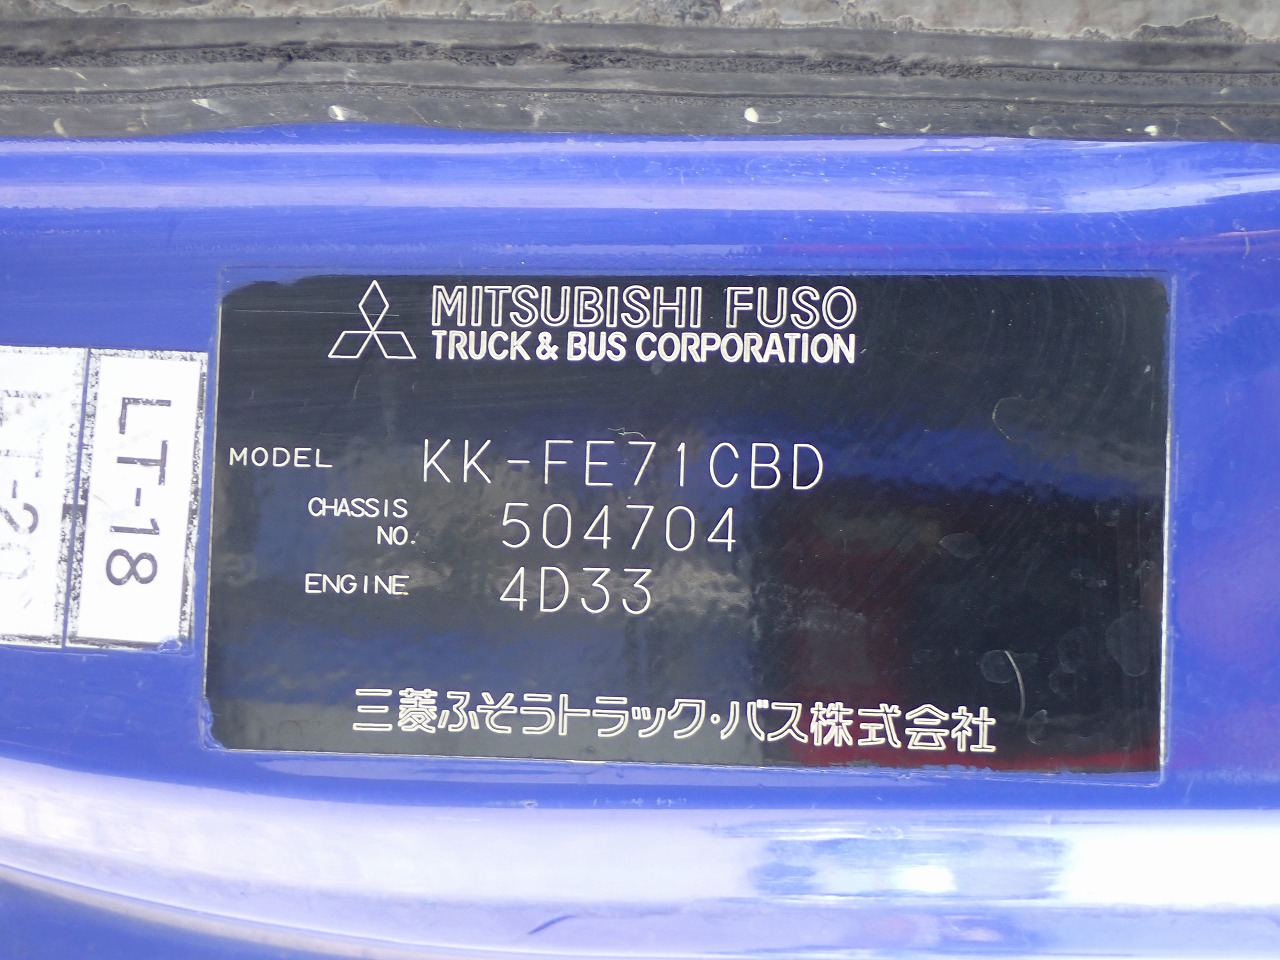 MITSUBISHI FUSO
TRUCK & BUS CORPORATION
MODEL KK-FE71CBD
CHASSIS NO. 504704
ENGINE 4D33
三菱ふそうトラック・バス株式会社
LT-18